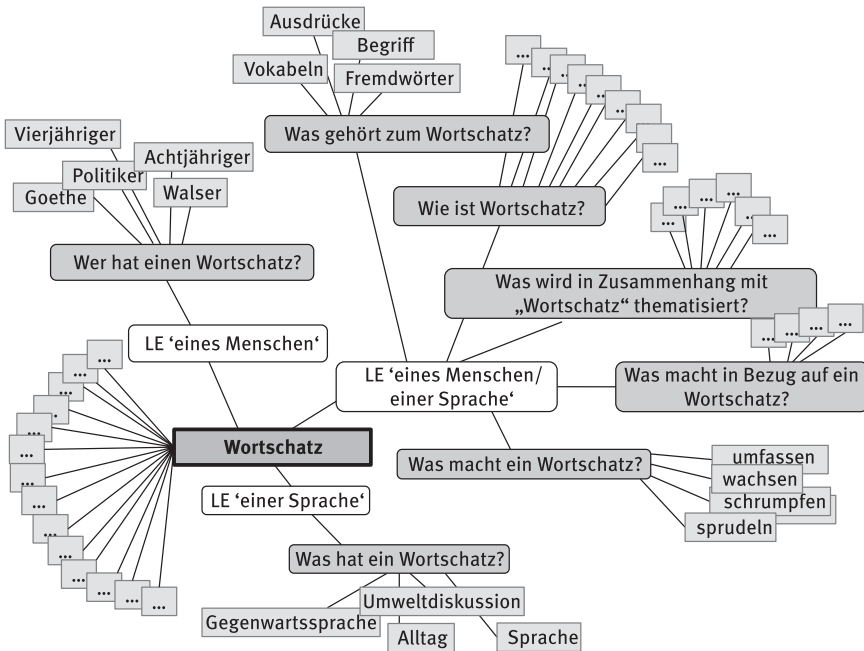 Ausdrücke
Begriff
Vokabeln
Fremdwörter
Was gehört zum Wortschatz?
...
...
...
...
...
...
...
...
...
Wie ist Wortschatz?
Vierjähriger
Achtjähriger
Politiker
Walser
Goethe
Wer hat einen Wortschatz?
...
...
...
...
...
...
Was wird in Zusammenhang mit
„Wortschatz“ thematisiert?
LE ‘eines Menschen‘
...
...
...
...
LE ‘eines Menschen/
einer Sprache‘
Was macht in Bezug auf ein
Wortschatz?
...
...
...
...
...
...
...
...
...
...
...
...
...
...
Wortschatz
Was macht ein Wortschatz?
umfassen
wachsen
schrumpfen
sprudeln
LE ‘einer Sprache‘
Was hat ein Wortschatz?
Umweltdiskussion
Gegenwartssprache
Alltag
Sprache